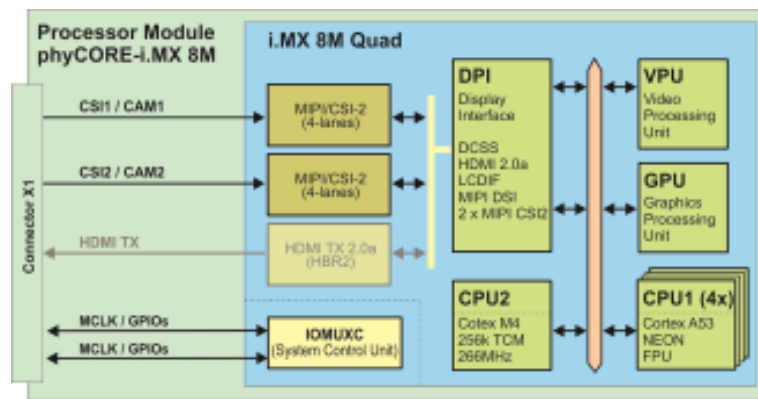 Processor Module
phyCORE-i.MX 8M
i.MX 8M Quad
Connector X1
CSI1 / CAM1
MIPI/CSI-2
(4-lanes)
CSI2 / CAM2
MIPI/CSI-2
(4-lanes)
HDMI TX
HDMI TX 2.0a
(HBR2)
MCLK / GPIOs
MCLK / GPIOs
IOMUXC
(System Control Unit)
DPI
Display
Interface
DCSS
HDMI 2.0a
LCDIF
MIPI DSI
2 x MIPI CSI2
VPU
Video
Processing
Unit
GPU
Graphics
Processing
Unit
CPU2
Cotex M4
256k TCM
266MHz
CPU1 (4x)
Cortex A53
NEON
FPU